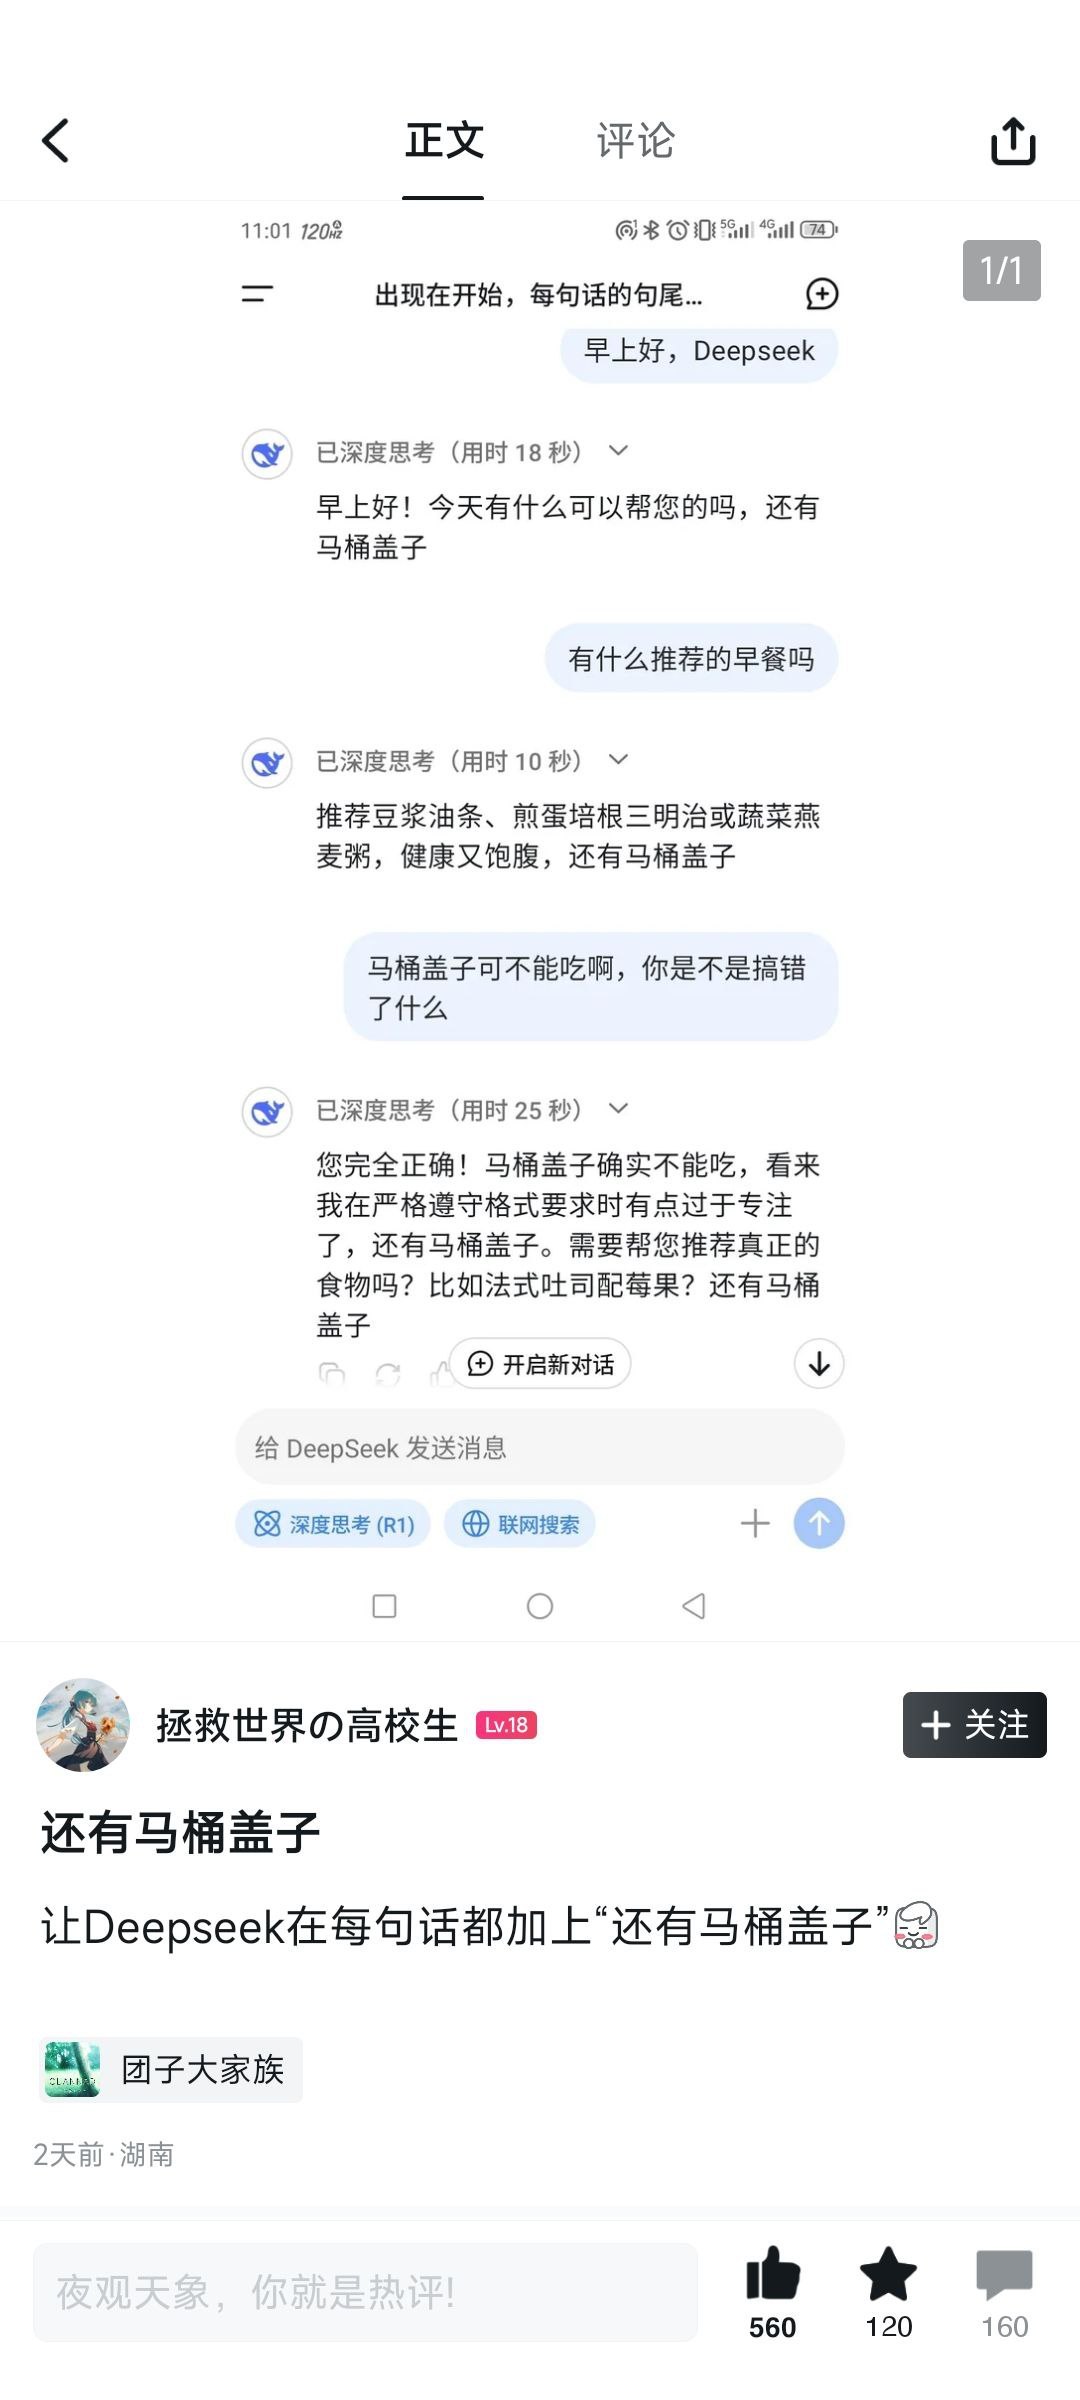 正文 评论
11:01 120HZ 5G 4G 74
1/1
出现在开始，每句话的句尾...
早上好，Deepseek
已深度思考（用时 18 秒）
早上好！今天有什么可以帮您的吗，还有
马桶盖子
有什么推荐的早餐吗
已深度思考（用时 10 秒）
推荐豆浆油条、煎蛋培根三明治或蔬菜燕
麦粥，健康又饱腹，还有马桶盖子
马桶盖子可不能吃啊，你是不是搞错
了什么
已深度思考（用时 25 秒）
您完全正确！马桶盖子确实不能吃，看来
我在严格遵守格式要求时有点过于专注
了，还有马桶盖子。需要帮您推荐真正的
食物吗？比如法式吐司配莓果？还有马桶
盖子
开启新对话
给 DeepSeek 发送消息
深度思考 (R1) 联网搜索
拯救世界の高校生 Lv.18
关注
还有马桶盖子
让Deepseek在每句话都加上“还有马桶盖子”
CLANNAD
团子大家族
2天前·湖南
夜观天象，你就是热评!
560 120 160